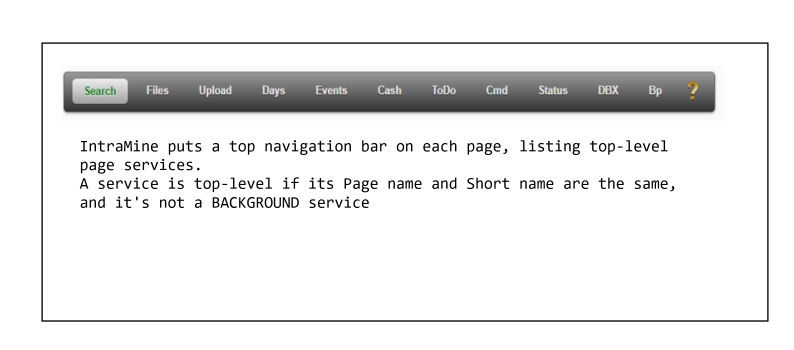 Search Files Upload Days Events Cash ToDo Cmd Status DBX Bp ?
IntraMine puts a top navigation bar on each page, listing top-level
page services.
A service is top-level if its Page name and Short name are the same,
and it's not a BACKGROUND service